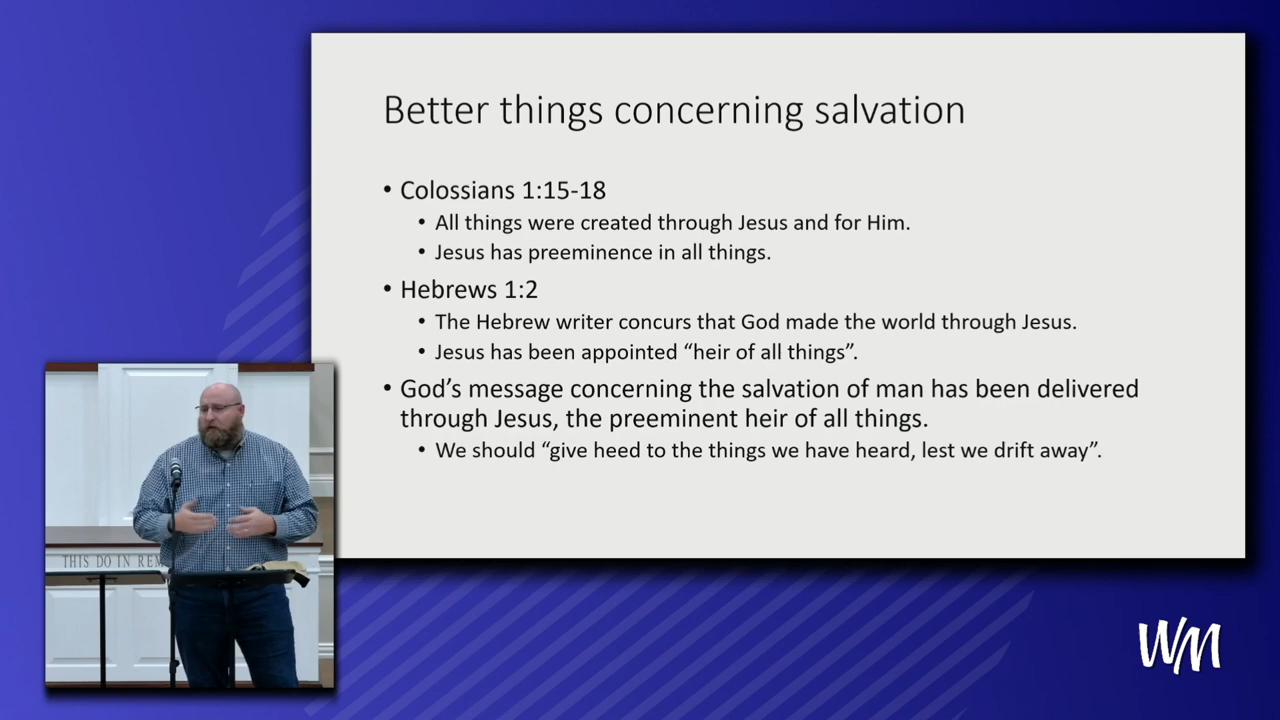 Better things concerning salvation
• Colossians 1:15-18
• All things were created through Jesus and for Him.
• Jesus has preeminence in all things.
• Hebrews 1:2
• The Hebrew writer concurs that God made the world through Jesus.
• Jesus has been appointed “heir of all things”.
• God’s message concerning the salvation of man has been delivered
through Jesus, the preeminent heir of all things.
• We should “give heed to the things we have heard, lest we drift away”.
THIS DO IN REM
WM